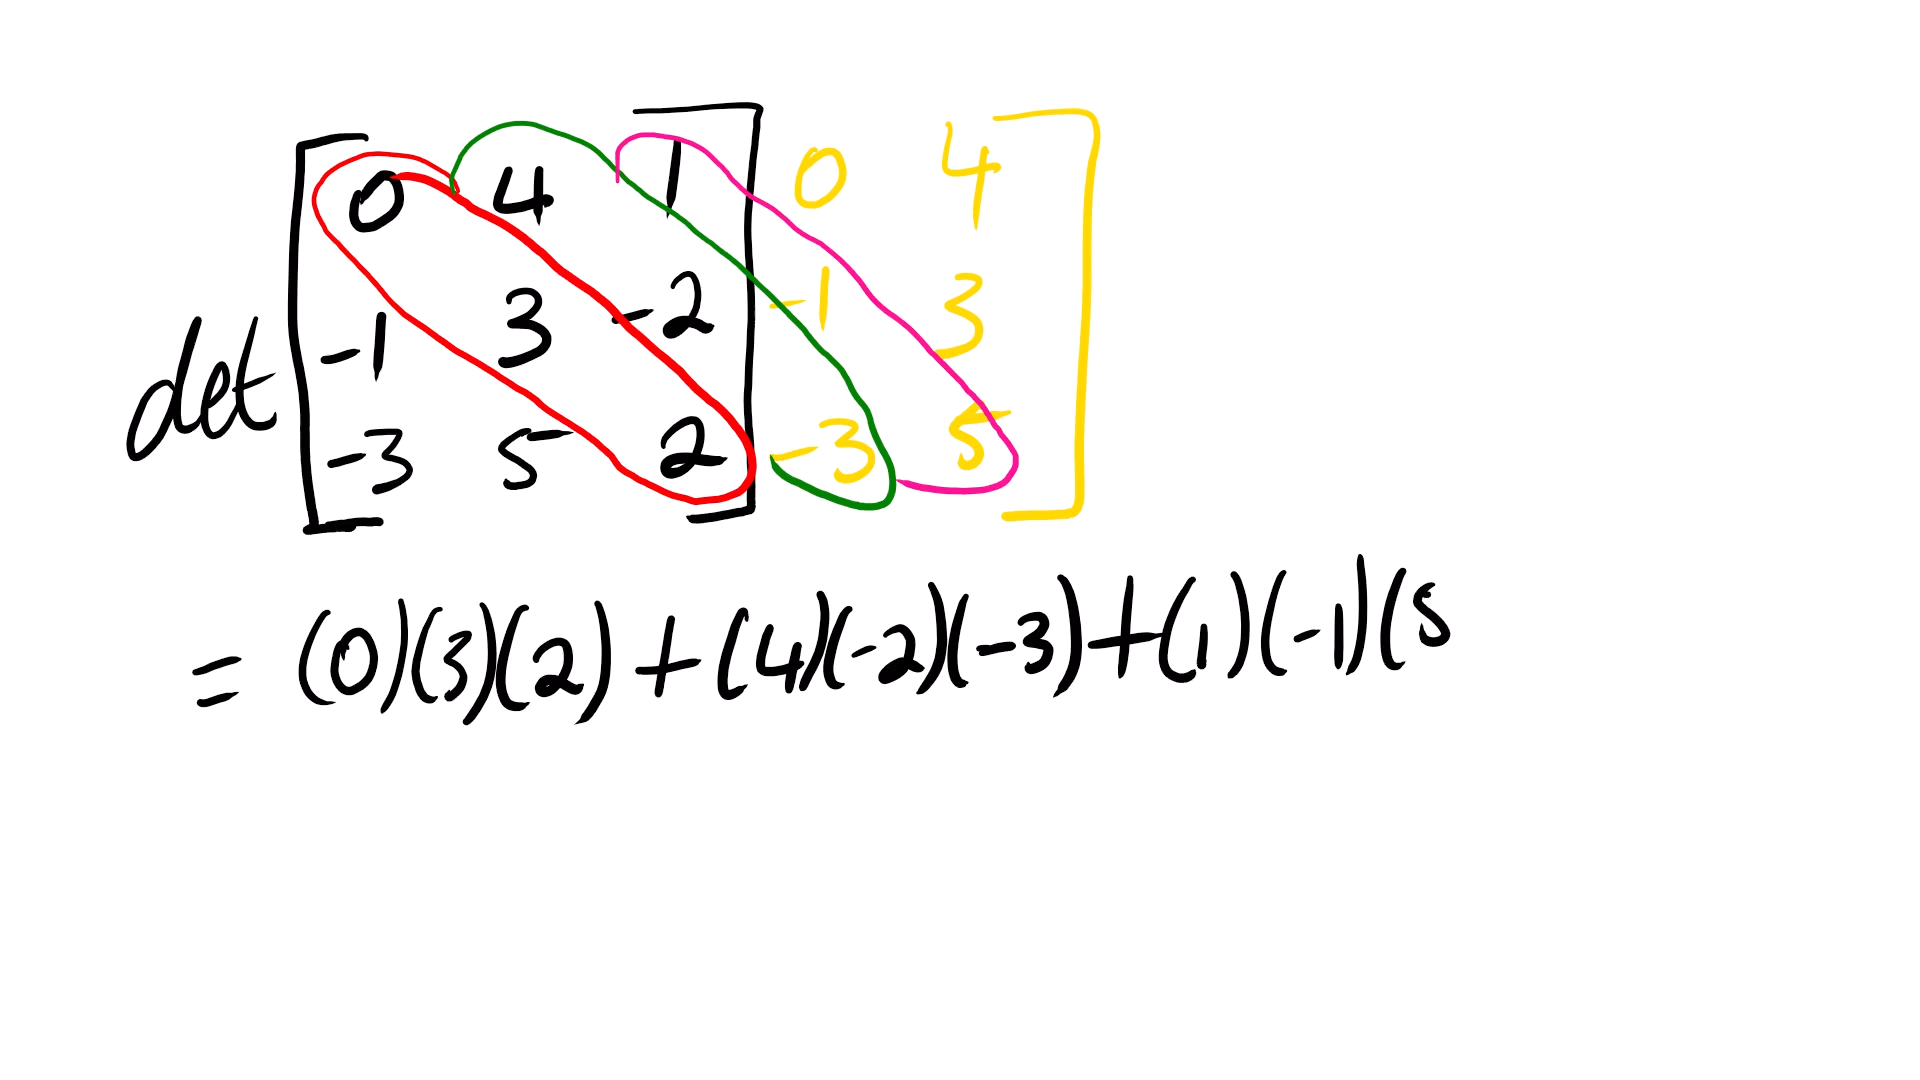 0 4 1 0 4
-1 3 -2 -1 3
det
-3 5 2 -3 5
= (0)(3)(2) + (4)(-2)(-3) + (1)(-1)(5